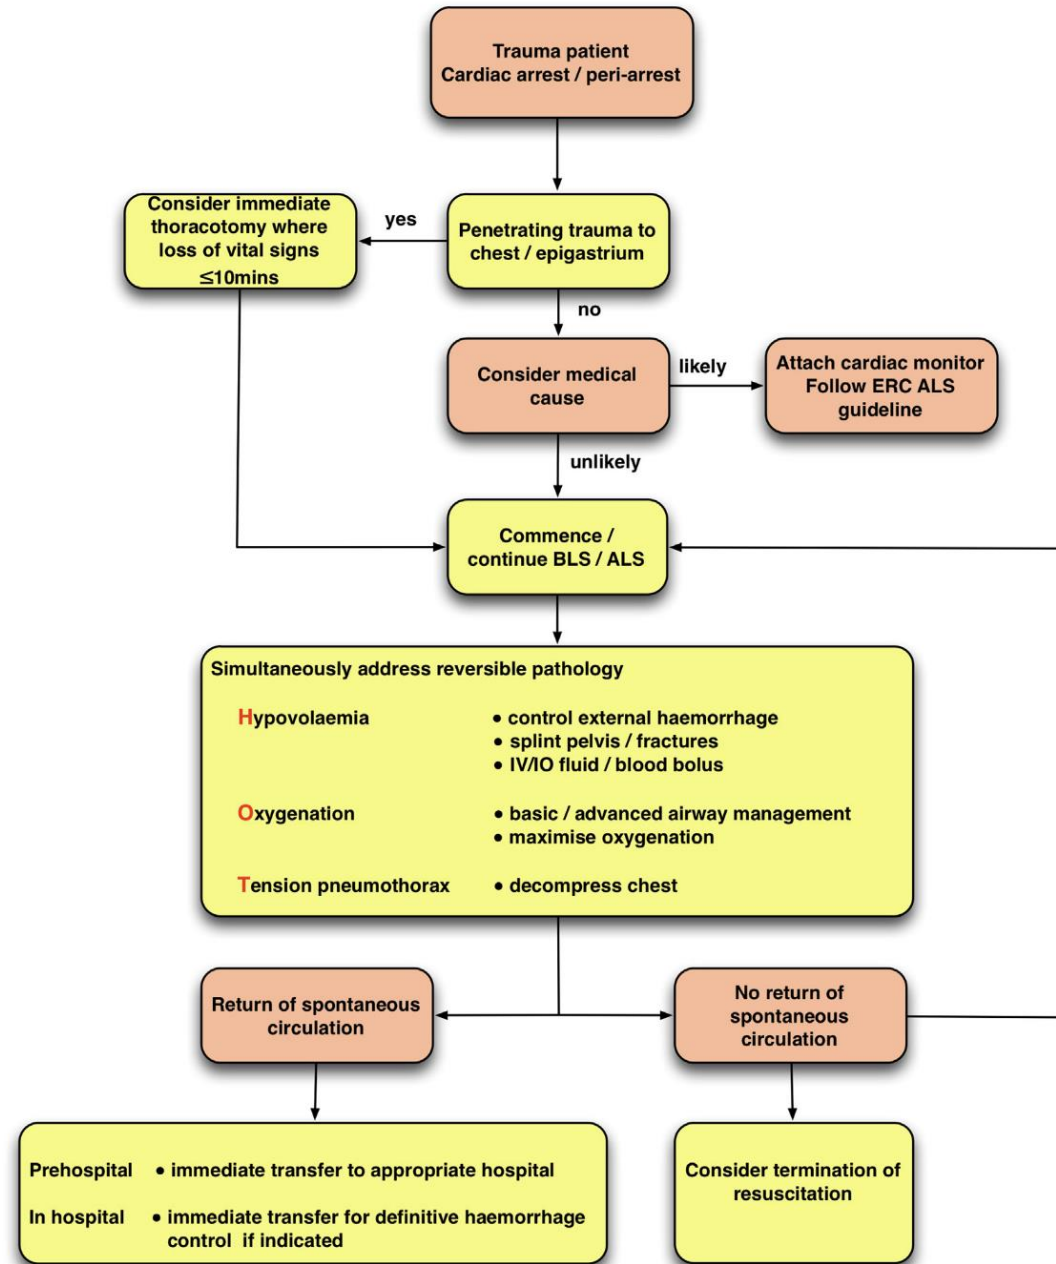 Trauma patient
Cardiac arrest / peri-arrest
Consider immediate
thoracotomy where
loss of vital signs
≤10mins
yes
Penetrating trauma to
chest / epigastrium
no
Consider medical
cause
likely
Attach cardiac monitor
Follow ERC ALS
guideline
unlikely
Commence /
continue BLS / ALS
Simultaneously address reversible pathology
Hypovolaemia • control external haemorrhage
• splint pelvis / fractures
• IV/IO fluid / blood bolus
Oxygenation • basic / advanced airway management
• maximise oxygenation
Tension pneumothorax • decompress chest
Return of spontaneous
circulation
No return of
spontaneous
circulation
Prehospital • immediate transfer to appropriate hospital
In hospital • immediate transfer for definitive haemorrhage
control if indicated
Consider termination of
resuscitation